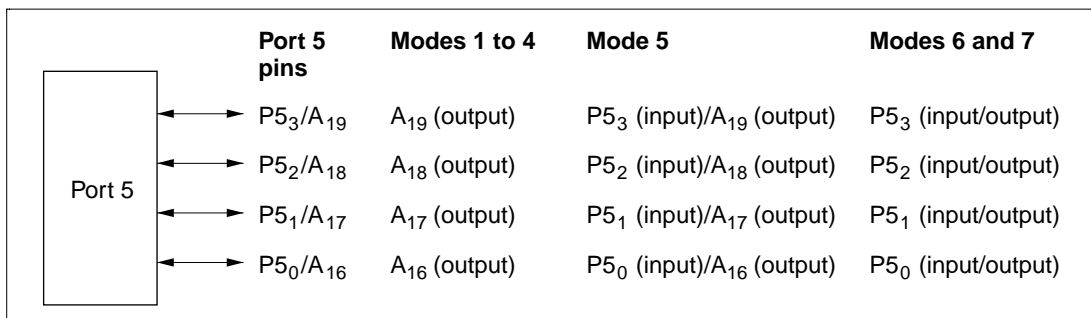 Port 5 pins Modes 1 to 4 Mode 5 Modes 6 and 7
Port 5
P5₃/A₁₉ A₁₉ (output) P5₃ (input)/A₁₉ (output) P5₃ (input/output)
P5₂/A₁₈ A₁₈ (output) P5₂ (input)/A₁₈ (output) P5₂ (input/output)
P5₁/A₁₇ A₁₇ (output) P5₁ (input)/A₁₇ (output) P5₁ (input/output)
P5₀/A₁₆ A₁₆ (output) P5₀ (input)/A₁₆ (output) P5₀ (input/output)